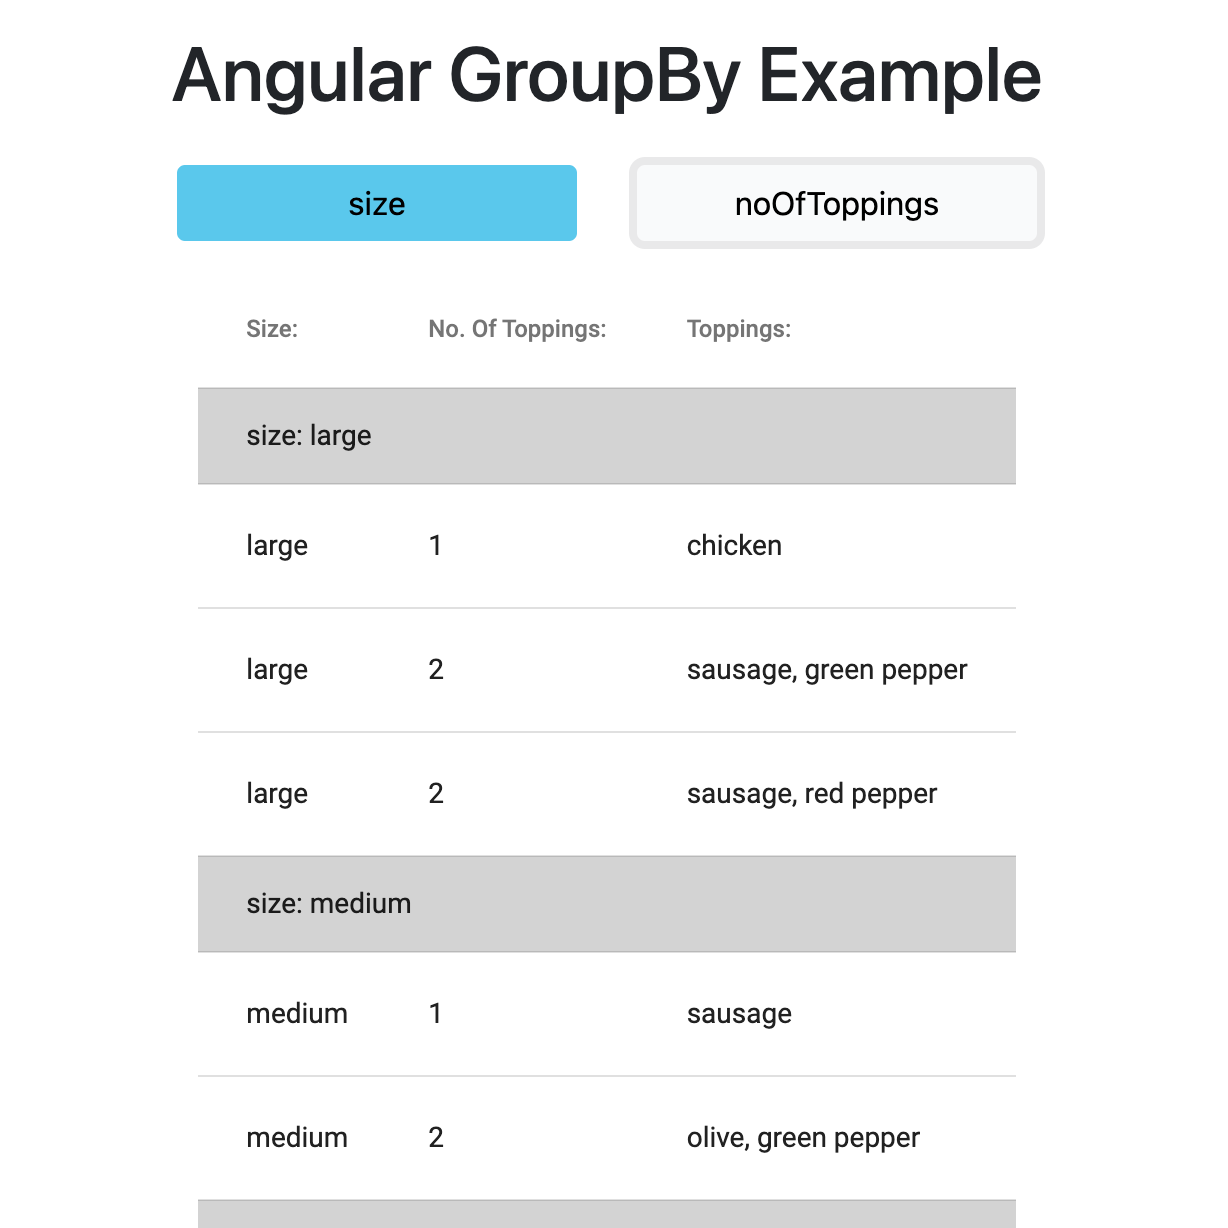 Angular GroupBy Example
size noOfToppings
Size: No. Of Toppings: Toppings:
size: large
large 1 chicken
large 2 sausage, green pepper
large 2 sausage, red pepper
size: medium
medium 1 sausage
medium 2 olive, green pepper